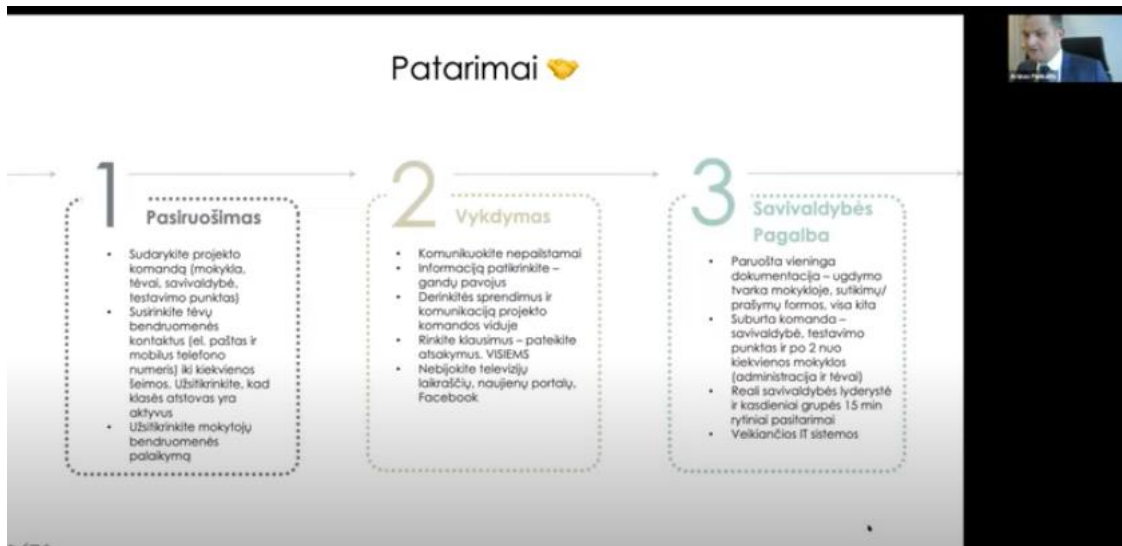 Patarimai
1
Pasiruošimas
• Sudarykite projekto
komandą (mokykla,
tėvai, savivaldybė,
testavimo punktas)
• Susirinkite tėvų
bendruomenės
kontaktus (el. paštas ir
mobilus telefono
numeris) iki kiekvienos
šeimos. Užsitikrinkite, kad
klasės atstovas yra
aktyvus
• Užsitikrinkite mokytojų
bendruomenės
palaikymą
2
Vykdymas
• Komunikuokite nepailstamai
• Informaciją patikrinkite –
gandų pavojus
• Derinkitės sprendimus ir
komunikaciją projekto
komandos viduje
• Rinkite klausimus – pateikite
atsakymus. VISIEMS
• Nebijokite televizijų
laikraščių, naujienų portalų,
Facebook
3
Savivaldybės
Pagalba
• Paruošta vieninga
dokumentacija – ugdymo
tvarka mokykloje, sutikimų/
prašymų formos, visa kita
• Suburta komanda –
savivaldybė, testavimo
punktas ir po 2 nuo
kiekvienos mokyklos
(administracija ir tėvai)
• Reali savivaldybės lyderystė
ir kasdieniai grupės 15 min
rytiniai pasitarimai
• Veikiančios IT sistemos